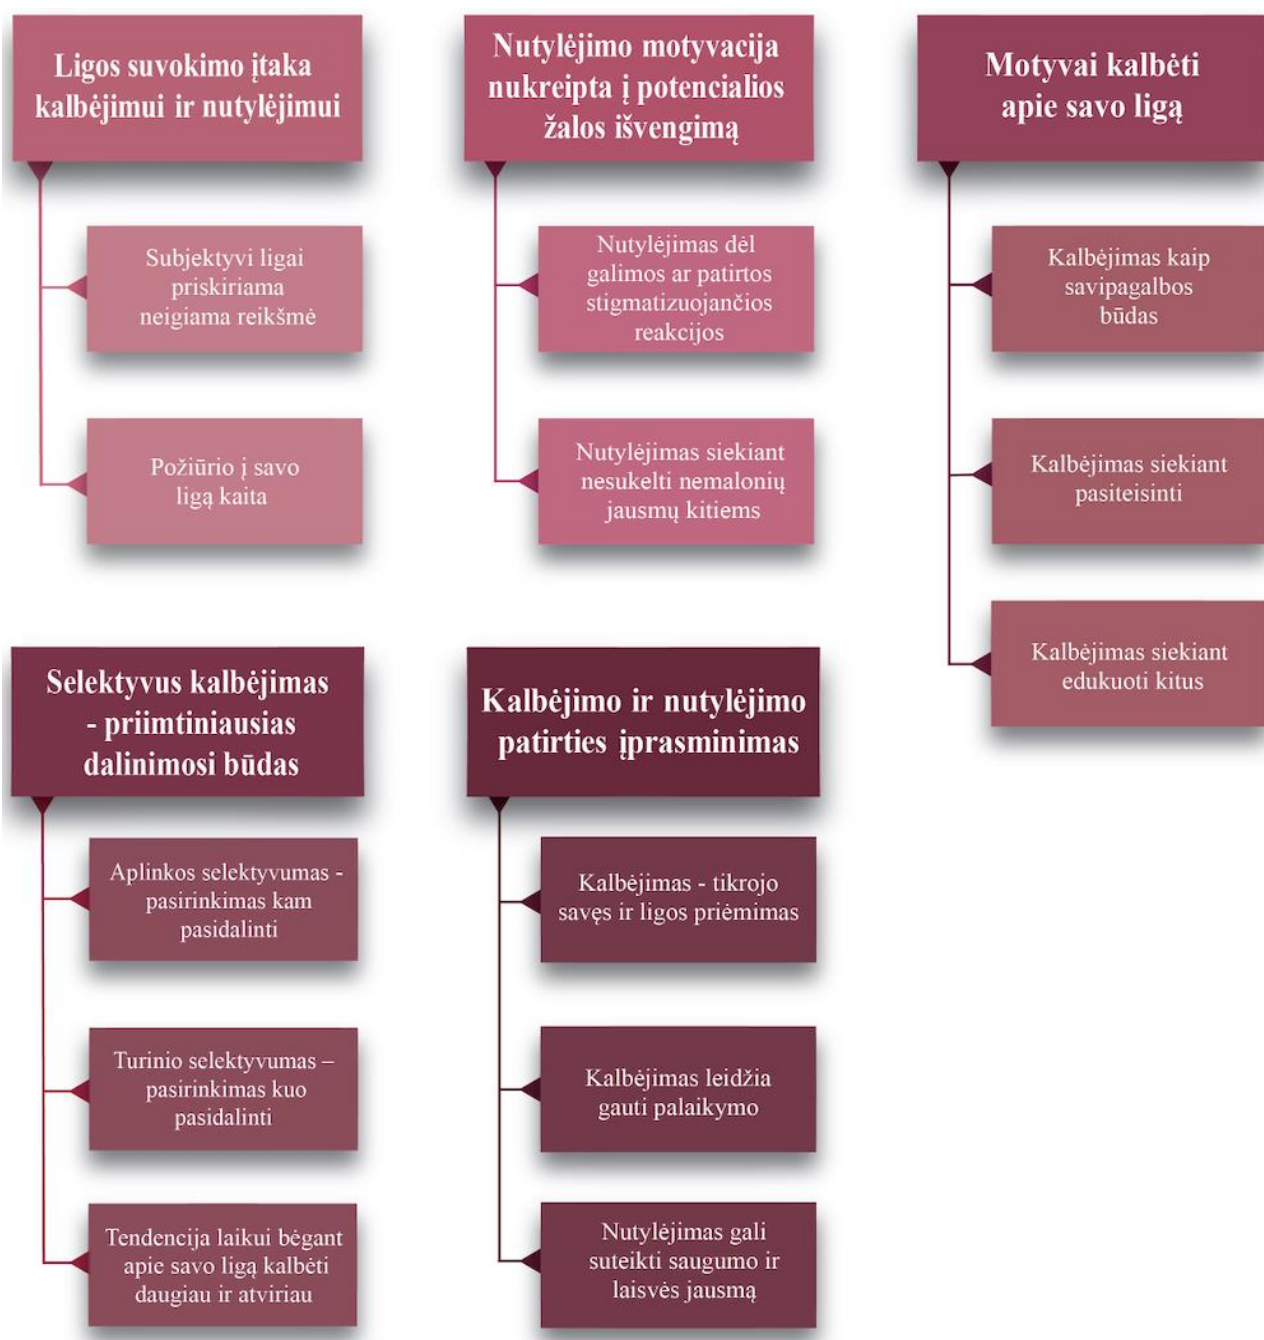 Ligos suvokimo įtaka
kalbėjimui ir nutylėjimui
Subjektyvi ligai
priskiriama
neigiama reikšmė
Požiūrio į savo
ligą kaita
Nutylėjimo motyvacija
nukreipta į potencialios
žalos išvengimą
Nutylėjimas dėl
galimos ar patirtos
stigmatizuojančios
reakcijos
Nutylėjimas siekiant
nesukelti nemalonių
jausmų kitiems
Motyvai kalbėti
apie savo ligą
Kalbėjimas kaip
savipagalbos
būdas
Kalbėjimas siekiant
pasiteisinti
Kalbėjimas siekiant
edukuoti kitus
Selektyvus kalbėjimas
- priimtiniausias
dalinimosi būdas
Aplinkos selektyvumas -
pasirinkimas kam
pasidalinti
Turinio selektyvumas –
pasirinkimas kuo
pasidalinti
Tendencija laikui bėgant
apie savo ligą kalbėti
daugiau ir atviriau
Kalbėjimo ir nutylėjimo
patirties įprasminimas
Kalbėjimas - tikrojo
savęs ir ligos priėmimas
Kalbėjimas leidžia
gauti palaikymo
Nutylėjimas gali
suteikti saugumo ir
laisvės jausmą